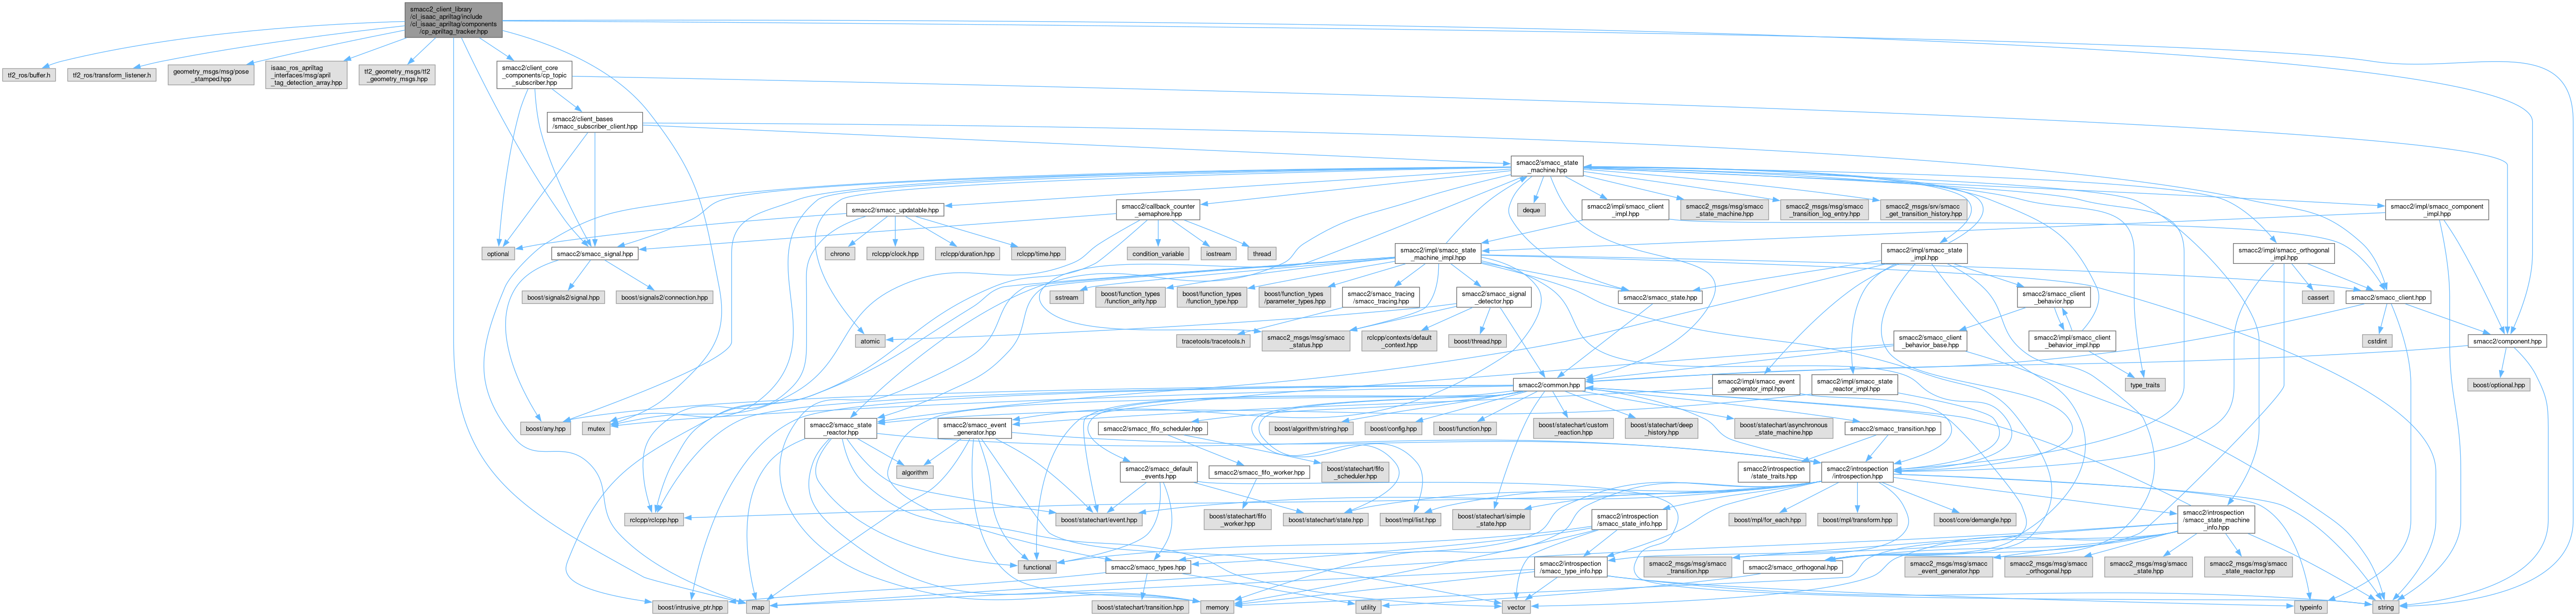 smacc2_client_library
/cl_isaac_apriltag/include
/cl_isaac_apriltag/components
/cp_apriltag_tracker.hpp
tf2_ros/buffer.h
tf2_ros/transform_listener.h
geometry_msgs/msg/pose
_stamped.hpp
isaac_ros_apriltag
_interfaces/msg/april
_tag_detection_array.hpp
tf2_geometry_msgs/tf2
_geometry_msgs.hpp
smacc2/client_core
_components/cp_topic
_subscriber.hpp
smacc2/client_bases
/smacc_subscriber_client.hpp
smacc2/smacc_state
_machine.hpp
smacc2/smacc_updatable.hpp
smacc2/callback_counter
_semaphore.hpp
deque
smacc2/impl/smacc_client
_impl.hpp
smacc2_msgs/msg/smacc
_state_machine.hpp
smacc2_msgs/msg/smacc
_transition_log_entry.hpp
smacc2_msgs/srv/smacc
_get_transition_history.hpp
smacc2/impl/smacc_component
_impl.hpp
optional
smacc2/smacc_signal.hpp
chrono
rclcpp/clock.hpp
rclcpp/duration.hpp
rclcpp/time.hpp
condition_variable
iostream
thread
smacc2/impl/smacc_state
_machine_impl.hpp
smacc2/impl/smacc_state
_impl.hpp
smacc2/impl/smacc_orthogonal
_impl.hpp
boost/signals2/signal.hpp
boost/signals2/connection.hpp
sstream
boost/function_types
/function_arity.hpp
boost/function_types
/function_type.hpp
boost/function_types
/parameter_types.hpp
smacc2/smacc_tracing
/smacc_tracing.hpp
smacc2/smacc_signal
_detector.hpp
smacc2/smacc_state.hpp
smacc2/smacc_client
_behavior.hpp
cassert
smacc2/smacc_client.hpp
atomic
tracetools/tracetools.h
smacc2_msgs/msg/smacc
_status.hpp
rclcpp/contexts/default
_context.hpp
boost/thread.hpp
smacc2/smacc_client
_behavior_base.hpp
smacc2/impl/smacc_client
_behavior_impl.hpp
cstdint
smacc2/component.hpp
smacc2/common.hpp
smacc2/impl/smacc_event
_generator_impl.hpp
smacc2/impl/smacc_state
_reactor_impl.hpp
type_traits
boost/optional.hpp
boost/any.hpp
mutex
smacc2/smacc_state
_reactor.hpp
smacc2/smacc_event
_generator.hpp
smacc2/smacc_fifo_scheduler.hpp
boost/algorithm/string.hpp
boost/config.hpp
boost/function.hpp
boost/statechart/custom
_reaction.hpp
boost/statechart/deep
_history.hpp
boost/statechart/asynchronous
_state_machine.hpp
smacc2/smacc_transition.hpp
algorithm
smacc2/smacc_default
_events.hpp
smacc2/smacc_fifo_worker.hpp
boost/statechart/fifo
_scheduler.hpp
smacc2/introspection
/state_traits.hpp
smacc2/introspection
/introspection.hpp
rclcpp/rclcpp.hpp
boost/statechart/event.hpp
boost/statechart/fifo
_worker.hpp
boost/statechart/state.hpp
boost/mpl/list.hpp
boost/statechart/simple
_state.hpp
smacc2/introspection
/smacc_state_info.hpp
boost/mpl/for_each.hpp
boost/mpl/transform.hpp
boost/core/demangle.hpp
smacc2/introspection
/smacc_state_machine
_info.hpp
functional
smacc2/smacc_types.hpp
smacc2/introspection
/smacc_type_info.hpp
smacc2_msgs/msg/smacc
_transition.hpp
smacc2/smacc_orthogonal.hpp
smacc2_msgs/msg/smacc
_event_generator.hpp
smacc2_msgs/msg/smacc
_orthogonal.hpp
smacc2_msgs/msg/smacc
_state.hpp
smacc2_msgs/msg/smacc
_state_reactor.hpp
boost/intrusive_ptr.hpp
map
boost/statechart/transition.hpp
memory
utility
vector
typeinfo
string